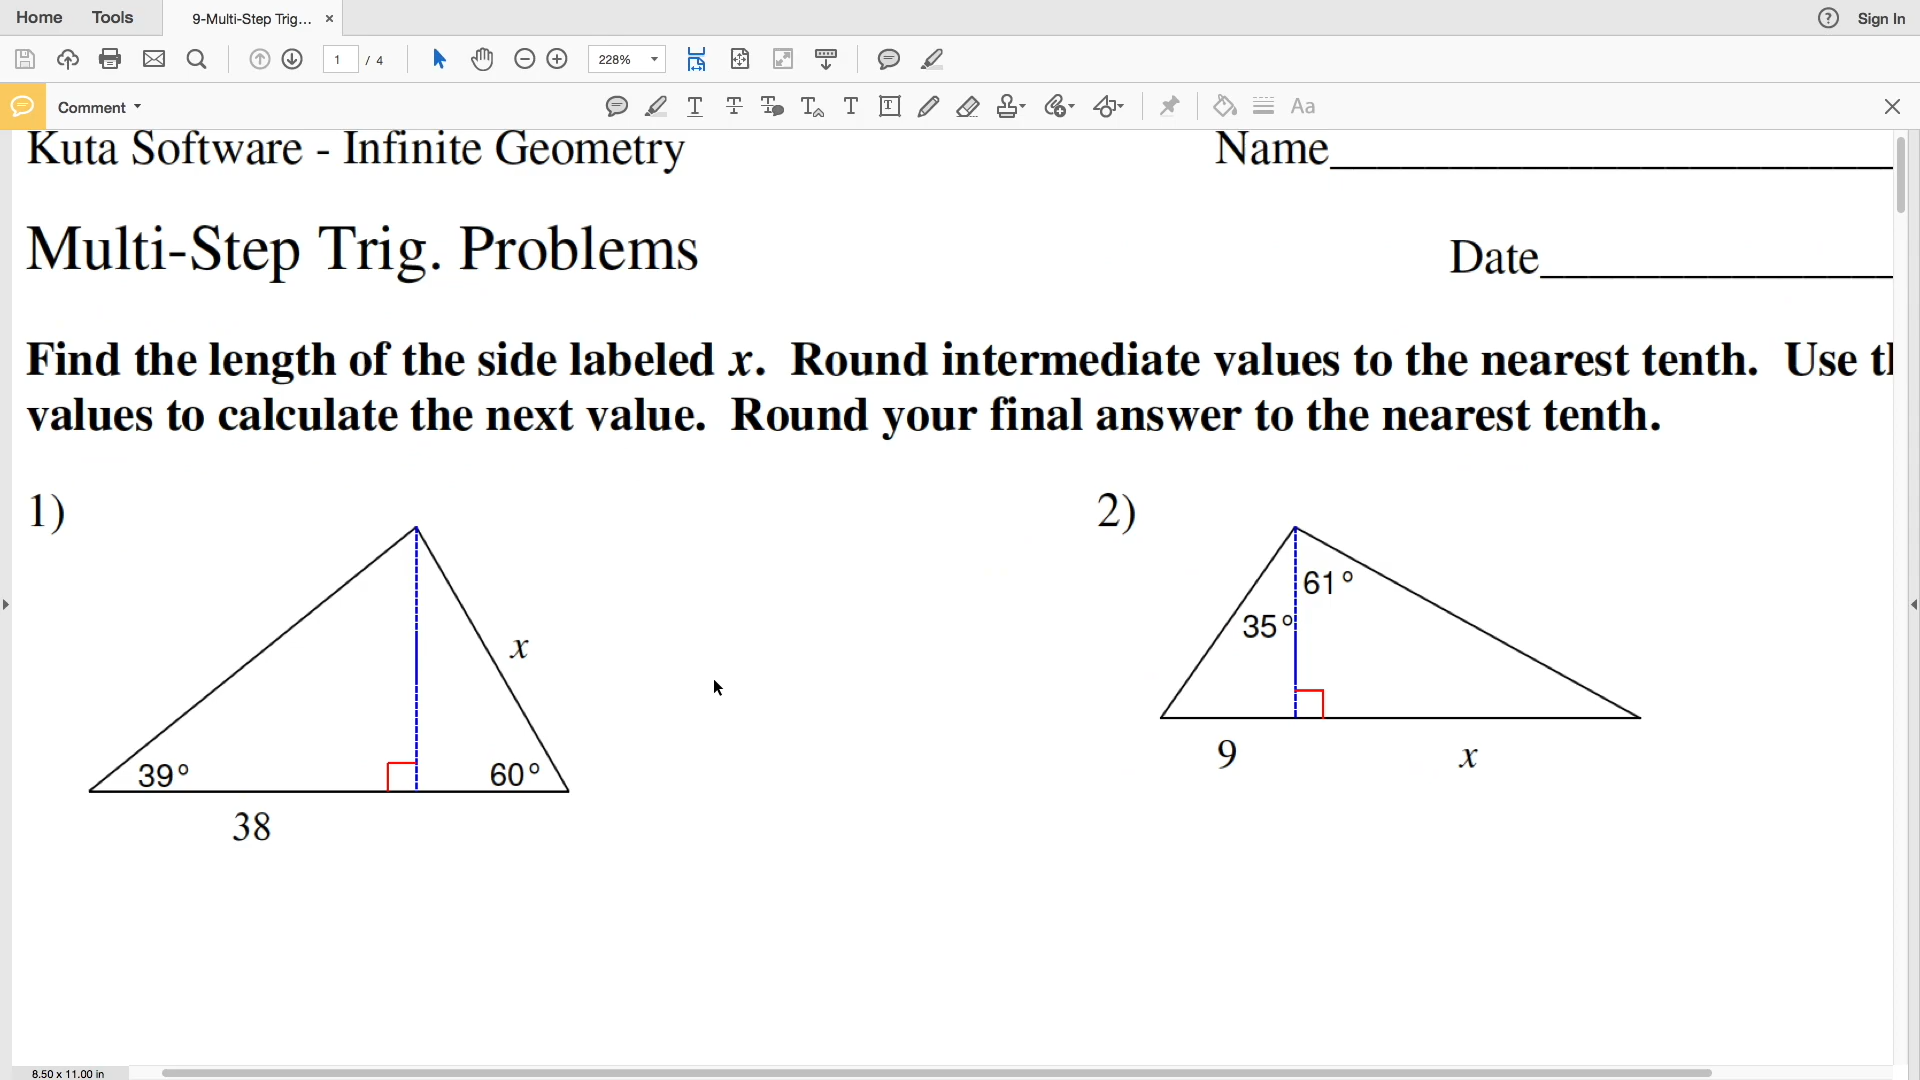 Home Tools 9-Multi-Step Trig... × ? Sign In
1 / 4 228%
Comment T T T T T T Aa
Kuta Software - Infinite Geometry Name
Multi-Step Trig. Problems Date
Find the length of the side labeled x. Round intermediate values to the nearest tenth. Use
values to calculate the next value. Round your final answer to the nearest tenth.
1) 2)
61°
35°
x
39° 60°
9 x
38
8.50 x 11.00 in